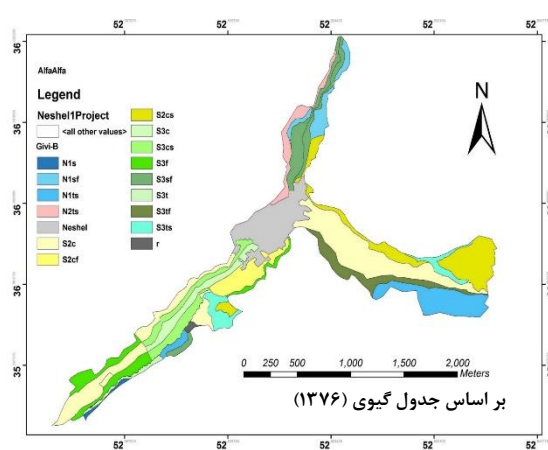 52 52 52 52
36
36
36
36
35
AlfaAlfa
Legend
Neshel1Project
<all other values>
Givi-B
N1s
N1sf
N1ts
N2ts
Neshel
S2c
S2cf
S2cs
S3c
S3cs
S3f
S3sf
S3t
S3tf
S3ts
r
N
0 250 500 1,000 1,500 2,000
Meters
بر اساس جدول گیوی (۱۳۷۶)
52 52 52 52